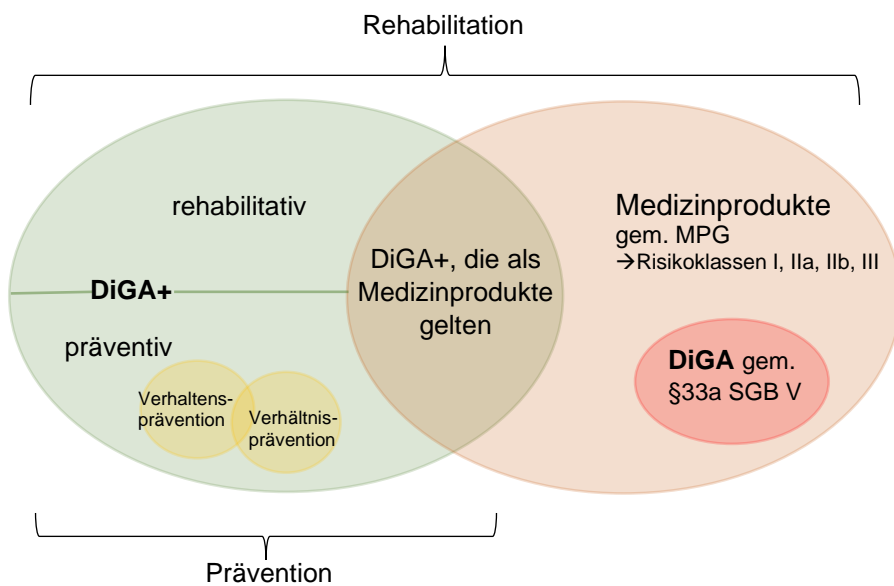 Rehabilitation
rehabilitativ
DiGA+
präventiv
Verhaltens-
prävention
Verhältnis-
prävention
DiGA+, die als
Medizinprodukte
gelten
Medizinprodukte
gem. MPG
→Risikoklassen I, IIa, IIb, III
DiGA gem.
§33a SGB V
Prävention